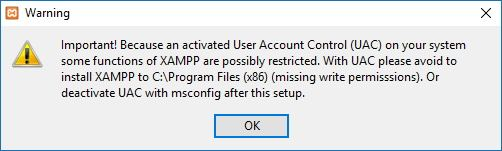 Warning
Important! Because an activated User Account Control (UAC) on your system
some functions of XAMPP are possibly restricted. With UAC please avoid to
install XAMPP to C:\Program Files (x86) (missing write permisssions). Or
deactivate UAC with msconfig after this setup.
OK